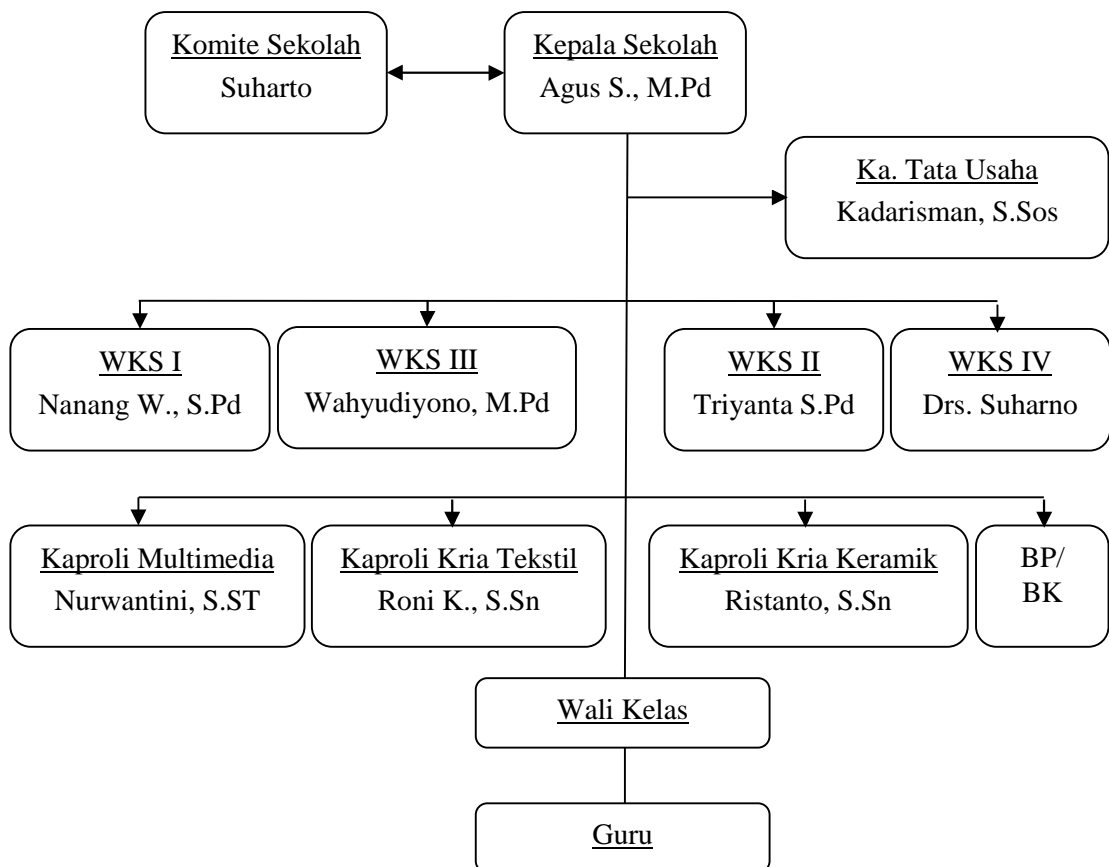 Komite Sekolah
Suharto
Kepala Sekolah
Agus S., M.Pd
Ka. Tata Usaha
Kadarisman, S.Sos
WKS I
Nanang W., S.Pd
WKS III
Wahyudiyono, M.Pd
WKS II
Triyanta S.Pd
WKS IV
Drs. Suharno
Kaproli Multimedia
Nurwantini, S.ST
Kaproli Kria Tekstil
Roni K., S.Sn
Kaproli Kria Keramik
Ristanto, S.Sn
BP/
BK
Wali Kelas
Guru